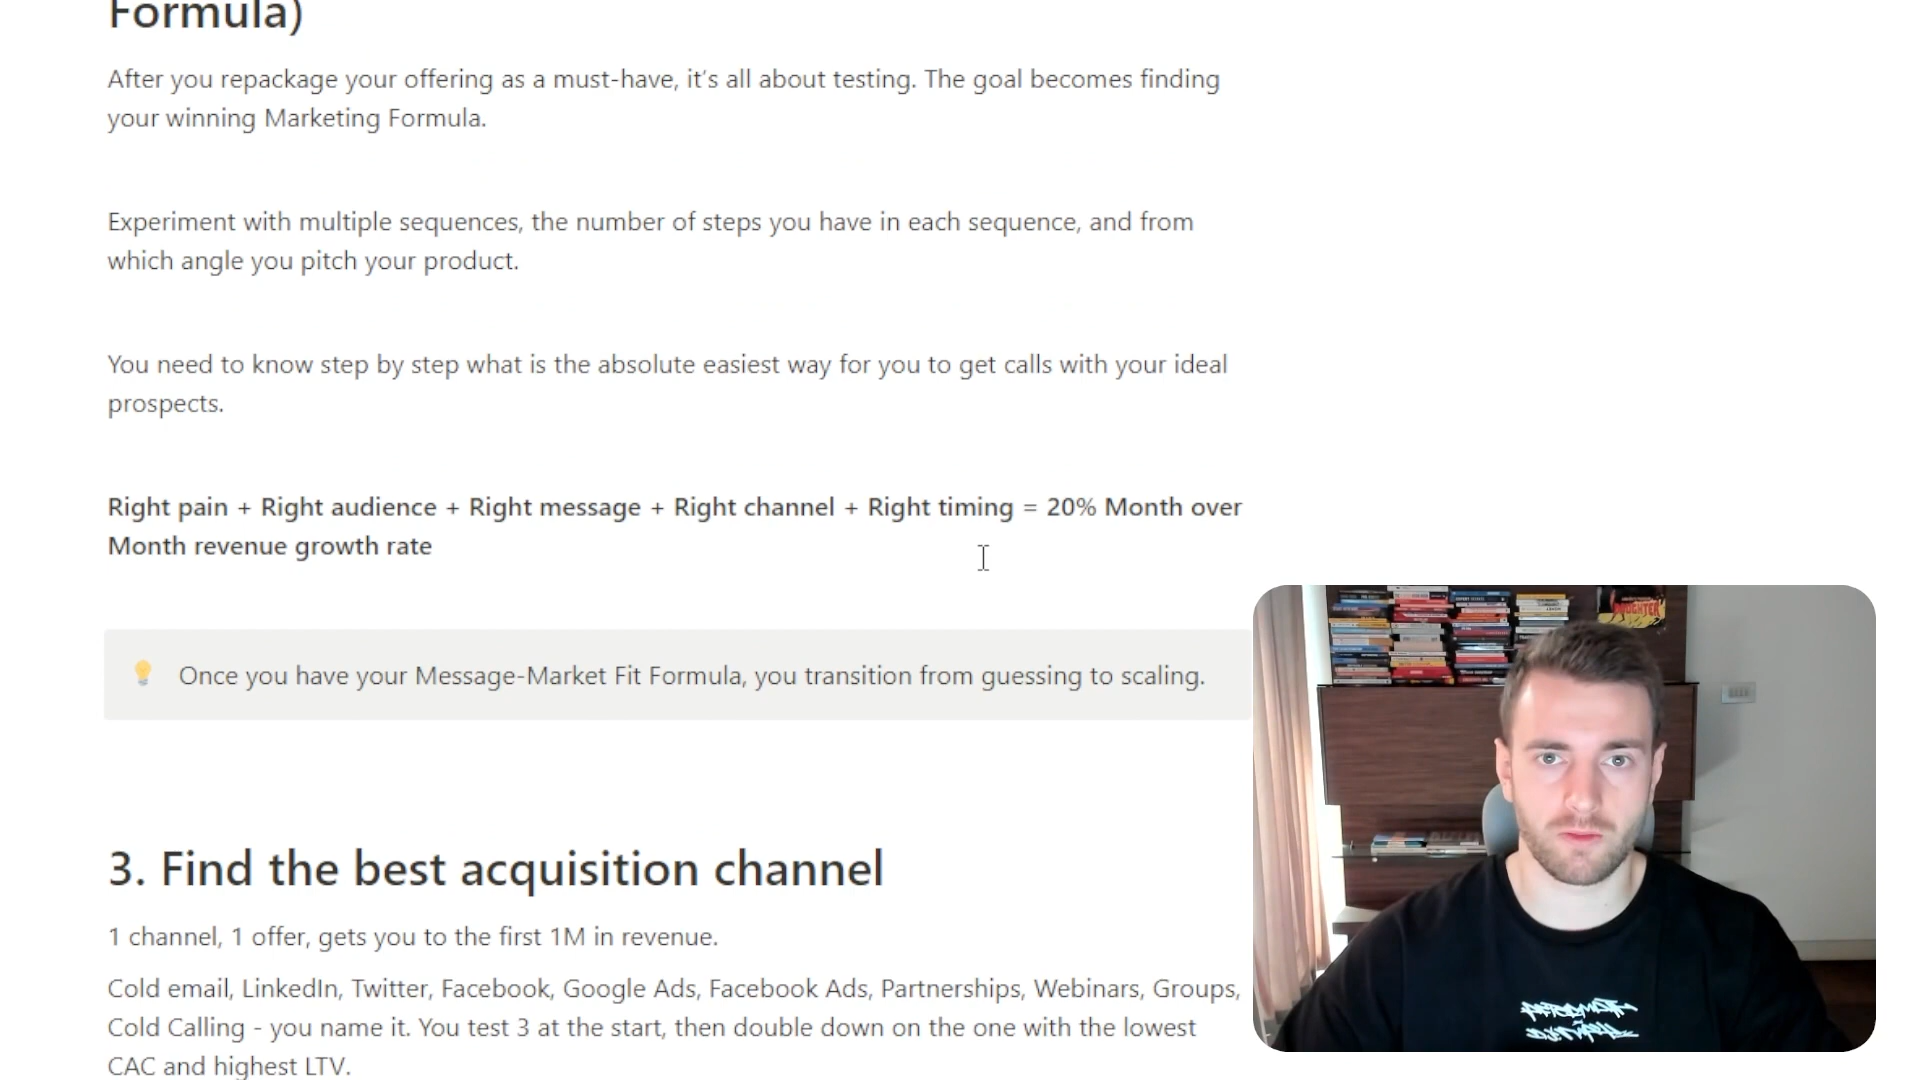 Formula)
After you repackage your offering as a must-have, it's all about testing. The goal becomes finding
your winning Marketing Formula.
Experiment with multiple sequences, the number of steps you have in each sequence, and from
which angle you pitch your product.
You need to know step by step what is the absolute easiest way for you to get calls with your ideal
prospects.
Right pain + Right audience + Right message + Right channel + Right timing = 20% Month over
Month revenue growth rate
Once you have your Message-Market Fit Formula, you transition from guessing to scaling.
3. Find the best acquisition channel
1 channel, 1 offer, gets you to the first 1M in revenue.
Cold email, LinkedIn, Twitter, Facebook, Google Ads, Facebook Ads, Partnerships, Webinars, Groups,
Cold Calling - you name it. You test 3 at the start, then double down on the one with the lowest
CAC and highest LTV.